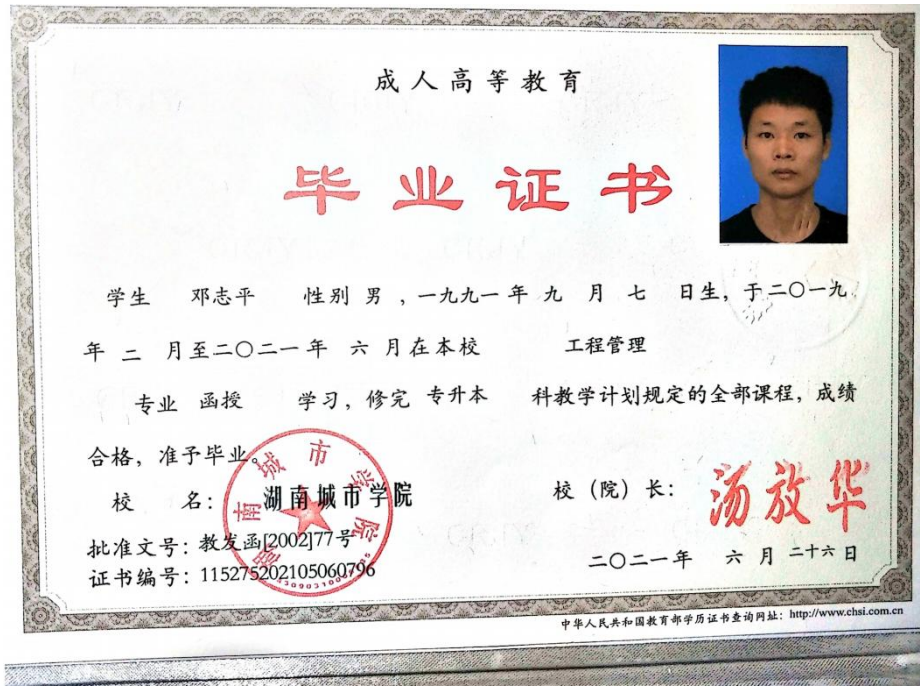 成人高等教育
毕业证书
学生 邓志平 性别 男 ，一九九一 年 九 月 七 日生，于二〇一九
年 二 月至二〇二一年 六 月在本校 工程管理
专业 函授 学习，修完 专升本 科教学计划规定的全部课程，成绩
合格，准予毕业。
校 名： 湖南城市学院
校（院）长： 汤放华
批准文号：教发函[2002]77号
证书编号：115275202105060796
二〇二一年 六 月 二十六 日
湖南城市学院
中华人民共和国教育部学历证书查询网址：http://www.chsi.com.cn